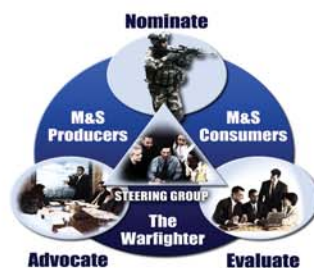 Nominate
M&S
Producers
M&S
Consumers
STEERING GROUP
The
Warfighter
Advocate
Evaluate